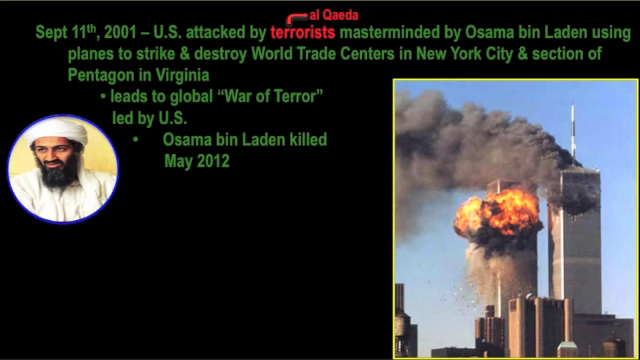 al Qaeda
Sept 11th, 2001 – U.S. attacked by terrorists masterminded by Osama bin Laden using
planes to strike & destroy World Trade Centers in New York City & section of
Pentagon in Virginia
• leads to global “War of Terror”
led by U.S.
• Osama bin Laden killed
May 2012